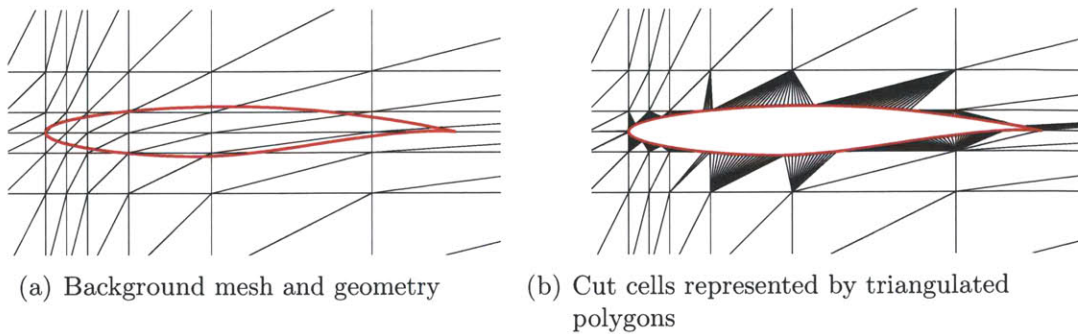 (a) Background mesh and geometry
(b) Cut cells represented by triangulated
polygons